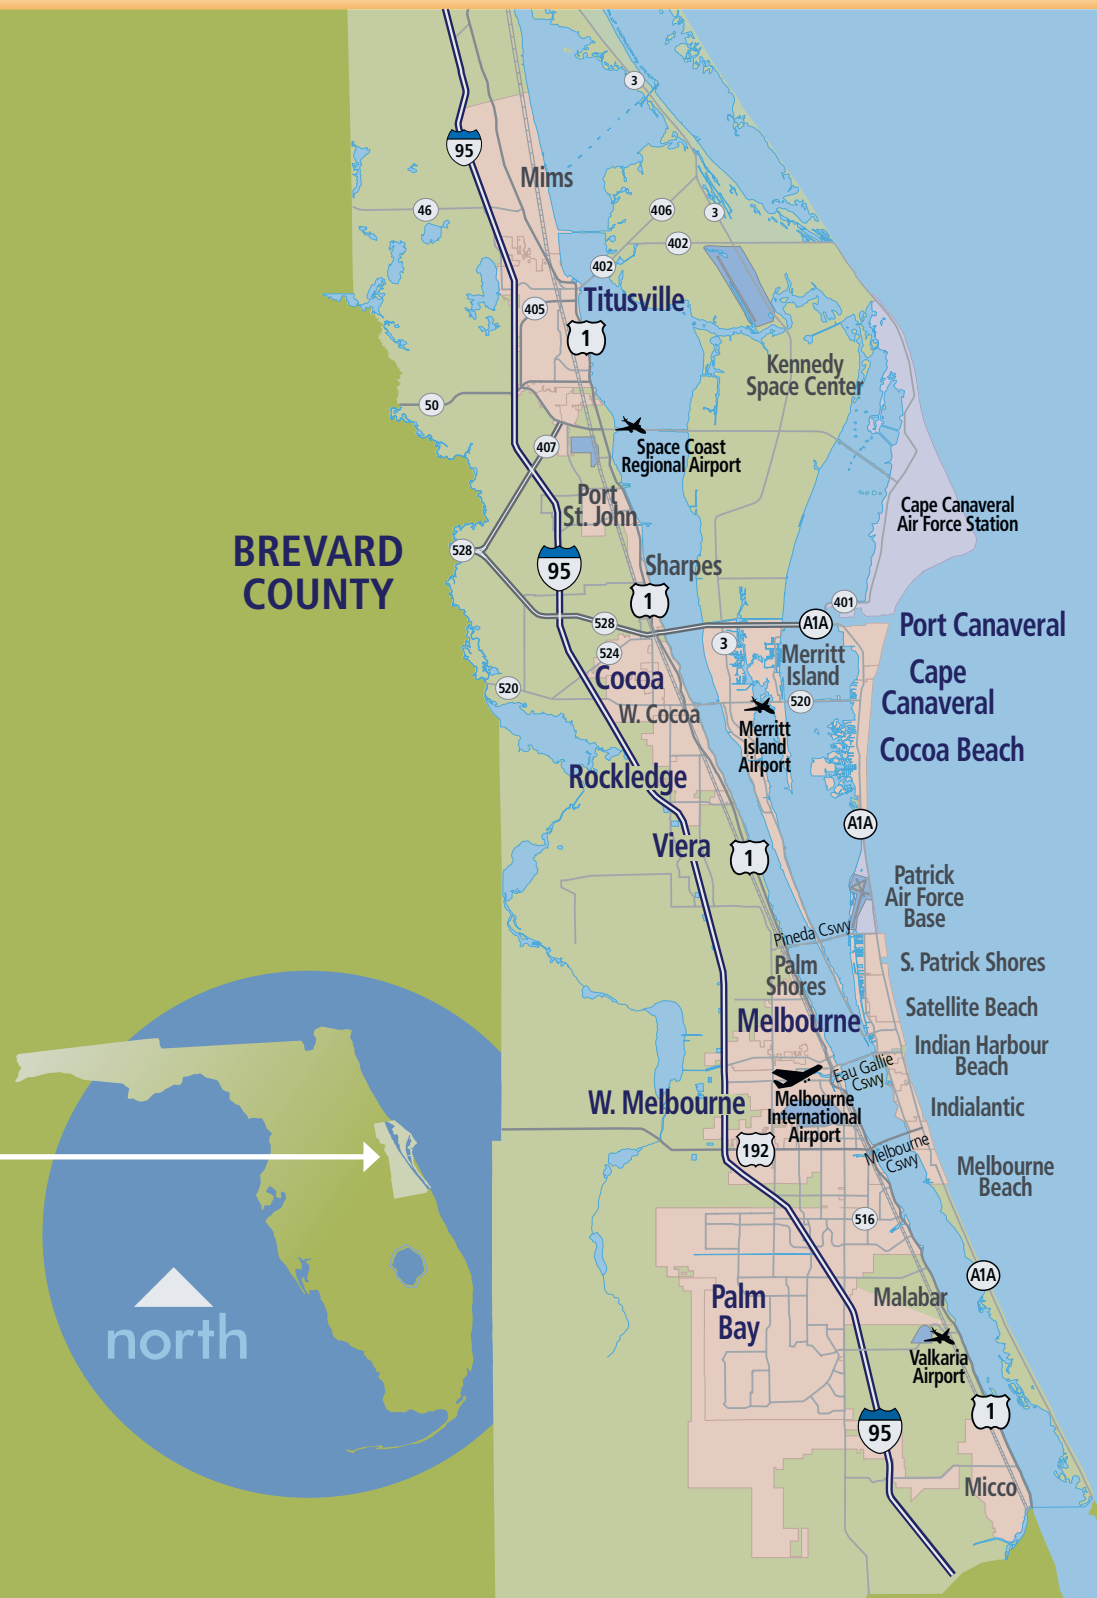 3
95
Mims
46
406
3
402
402
Titusville
405
1
Kennedy
Space Center
50
407
Space Coast
Regional Airport
Port
St. John
Cape Canaveral
Air Force Station
BREVARD
COUNTY
528
95
Sharpes
1
401
528
A1A
Port Canaveral
3
524
Merritt
Island
Cocoa
Cape
Canaveral
520
520
W. Cocoa
Merritt
Island
Airport
Cocoa Beach
Rockledge
A1A
Viera
1
Patrick
Air Force
Base
Pineda Cswy
Palm
Shores
S. Patrick Shores
Satellite Beach
Melbourne
Indian Harbour
Beach
Eau Gallie
Cswy
W. Melbourne
Melbourne
International
Airport
Indialantic
192
Melbourne
Cswy
Melbourne
Beach
516
A1A
Palm
Bay
Malabar
north
Valkaria
Airport
1
95
Micco